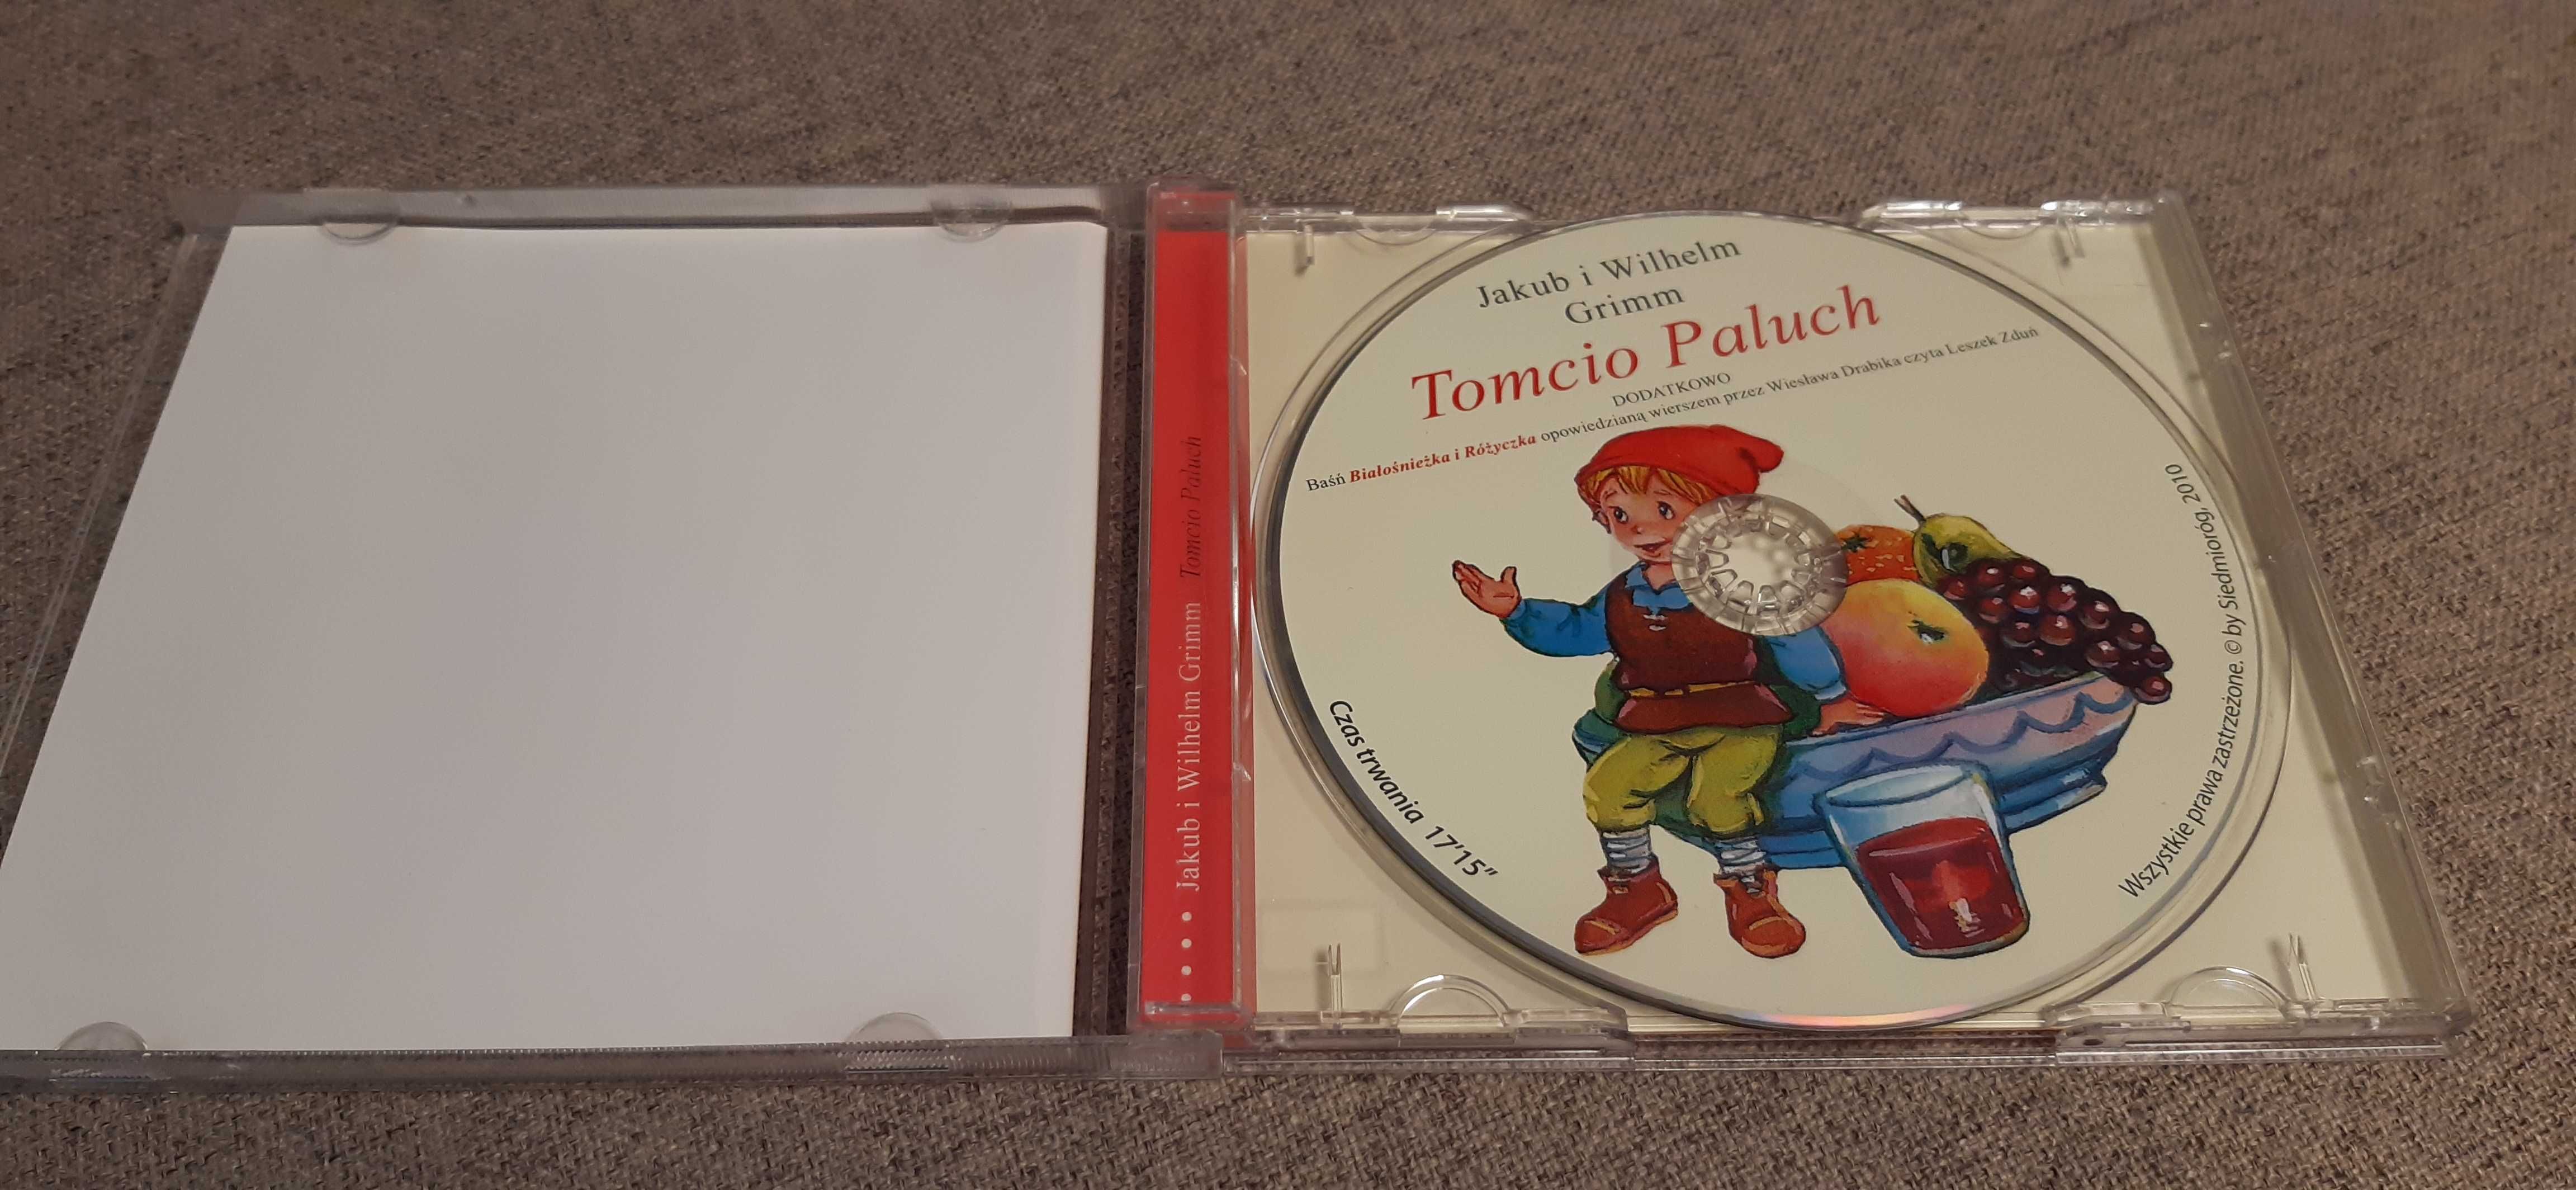 Jakub i Wilhelm Grimm Tomcio Paluch
Jakub i Wilhelm
Grimm
Tomcio Paluch
DODATKOWO
Baśń Białośnieżka i Różyczka opowiedzianą wierszem przez Wiesława Drabika czyta Leszek Zduń
Czas trwania 17'15"
Wszystkie prawa zastrzeżone. © by Siedmioróg, 2010